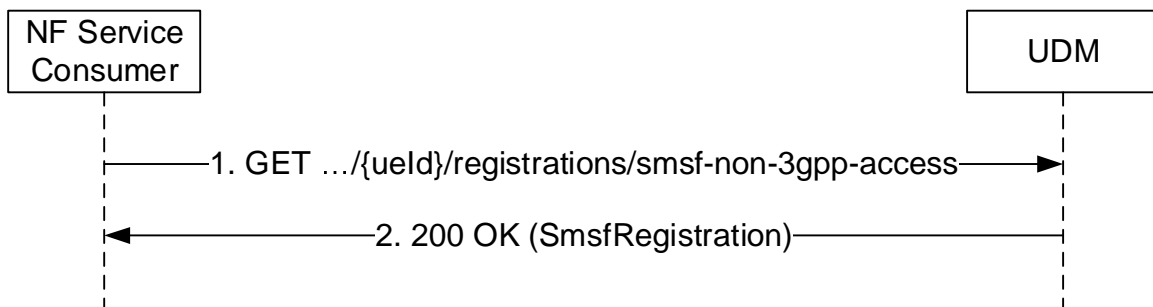 NF Service
Consumer
UDM
1. GET …/{ueId}/registrations/smsf-non-3gpp-access
2. 200 OK (SmsfRegistration)